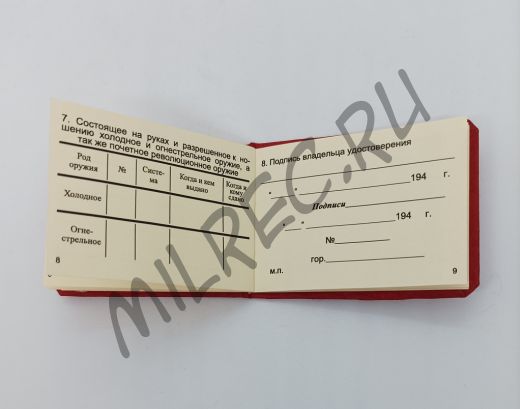 7. Состоящее на руках и разрешенное к но-
шению холодное и огнестрельное оружие, а
так же почетное революционное оружие
Род оружия № Систе-ма Когда и кем выдано Когда и кому сдано
Холодное
Огне-стрельное
8
8. Подпись владельца удостоверения
" " 194 г.
Подписи
" " 194 г.
№
гор.
м.п. 9
MILREC.RU